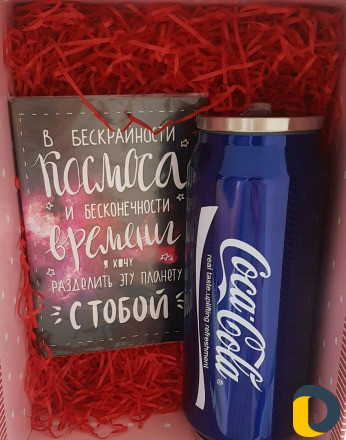 В БЕСКРАЙНОСТИ
Космоса
И БЕСКОНЕЧНОСТИ
времени
Я ХОЧУ
РАЗДЕЛИТЬ ЭТУ ПЛАНЕТУ
С ТОБОЙ
Coca-Cola®
real taste.uplifting refreshment